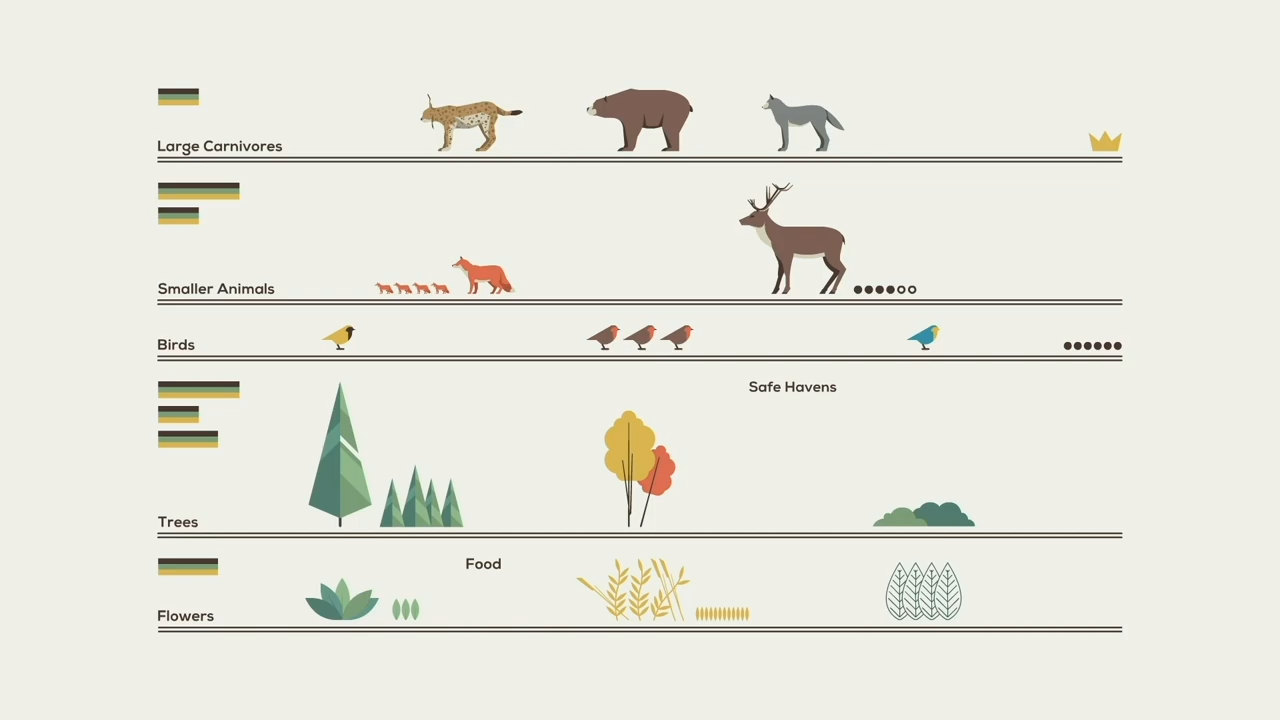 Large Carnivores
Smaller Animals
Birds
Safe Havens
Trees
Food
Flowers